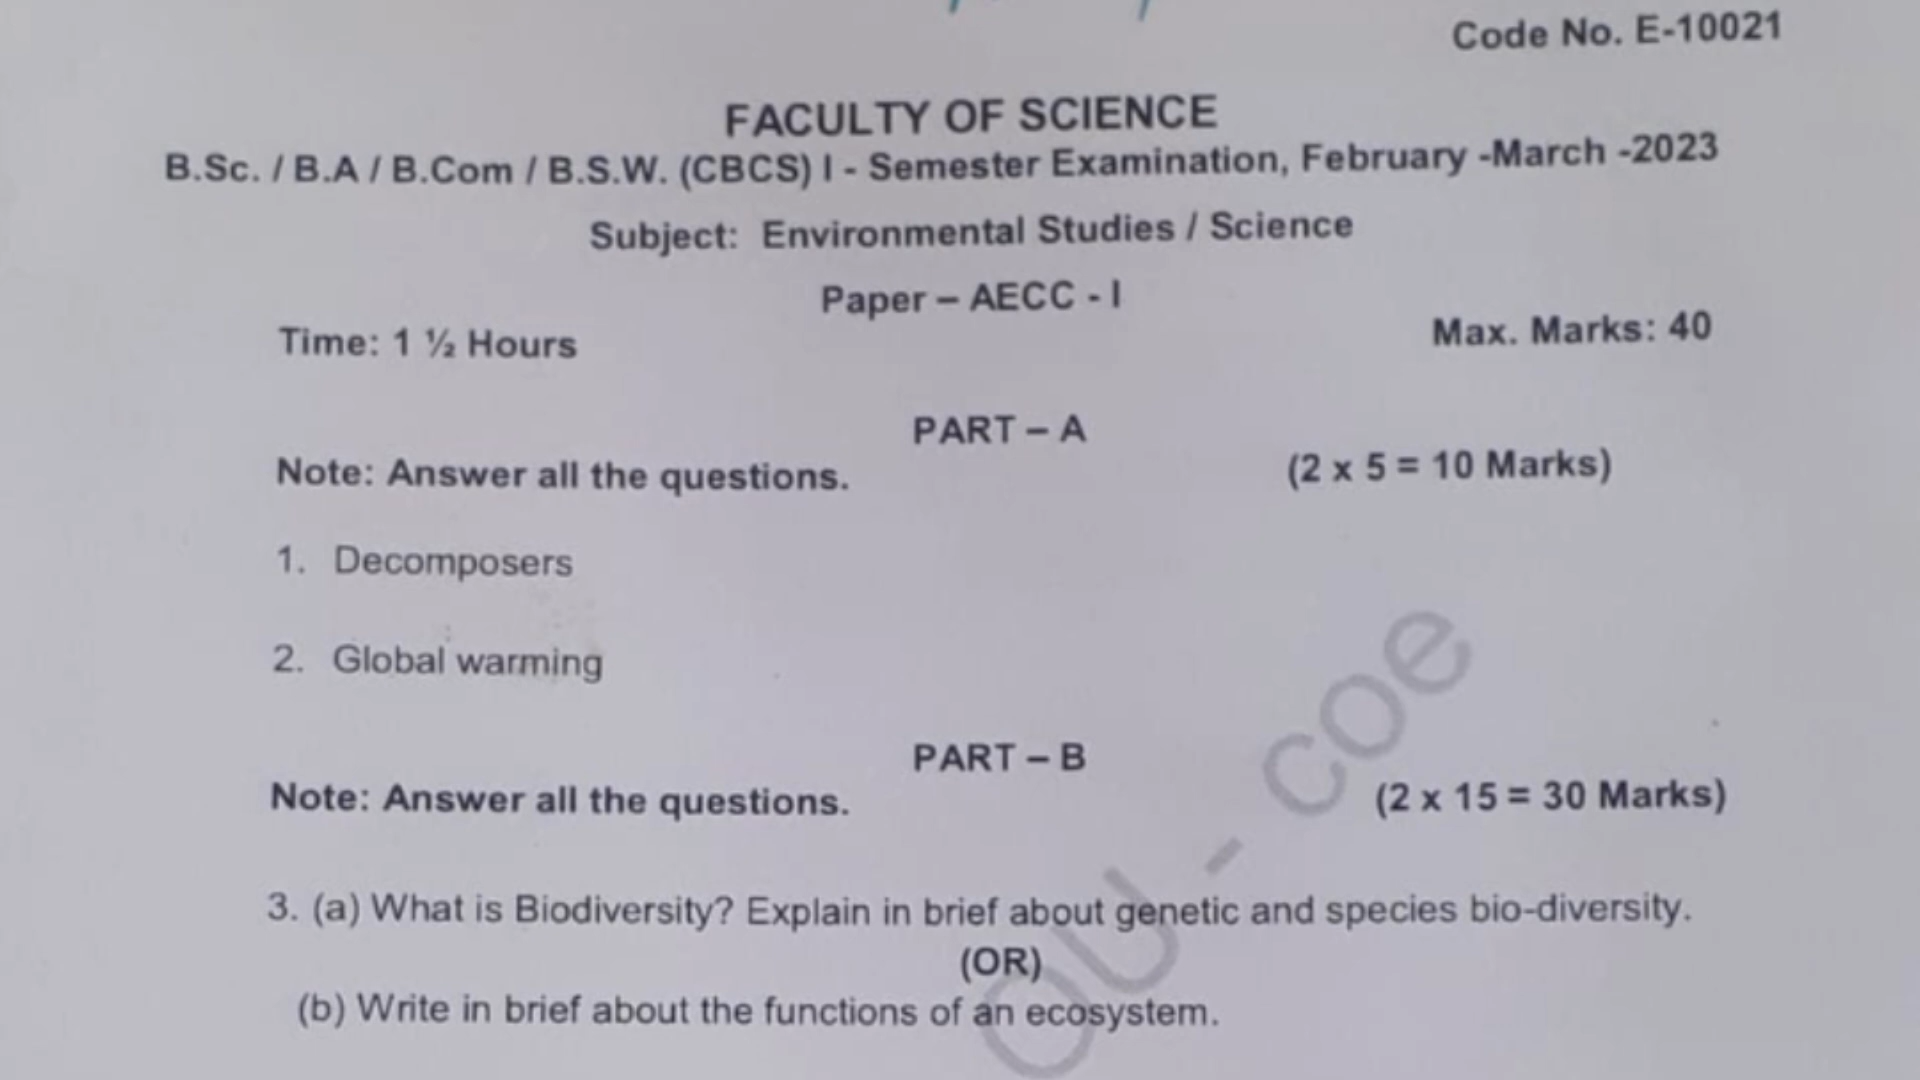 Code No. E-10021
FACULTY OF SCIENCE
B.Sc. / B.A / B.Com / B.S.W. (CBCS) I - Semester Examination, February -March -2023
Subject: Environmental Studies / Science
Paper – AECC - I
Time: 1 ½ Hours
Max. Marks: 40
PART – A
Note: Answer all the questions. (2 x 5 = 10 Marks)
1. Decomposers
2. Global warming
PART – B
Note: Answer all the questions. (2 x 15 = 30 Marks)
3. (a) What is Biodiversity? Explain in brief about genetic and species bio-diversity.
(OR)
(b) Write in brief about the functions of an ecosystem.
OU - coe